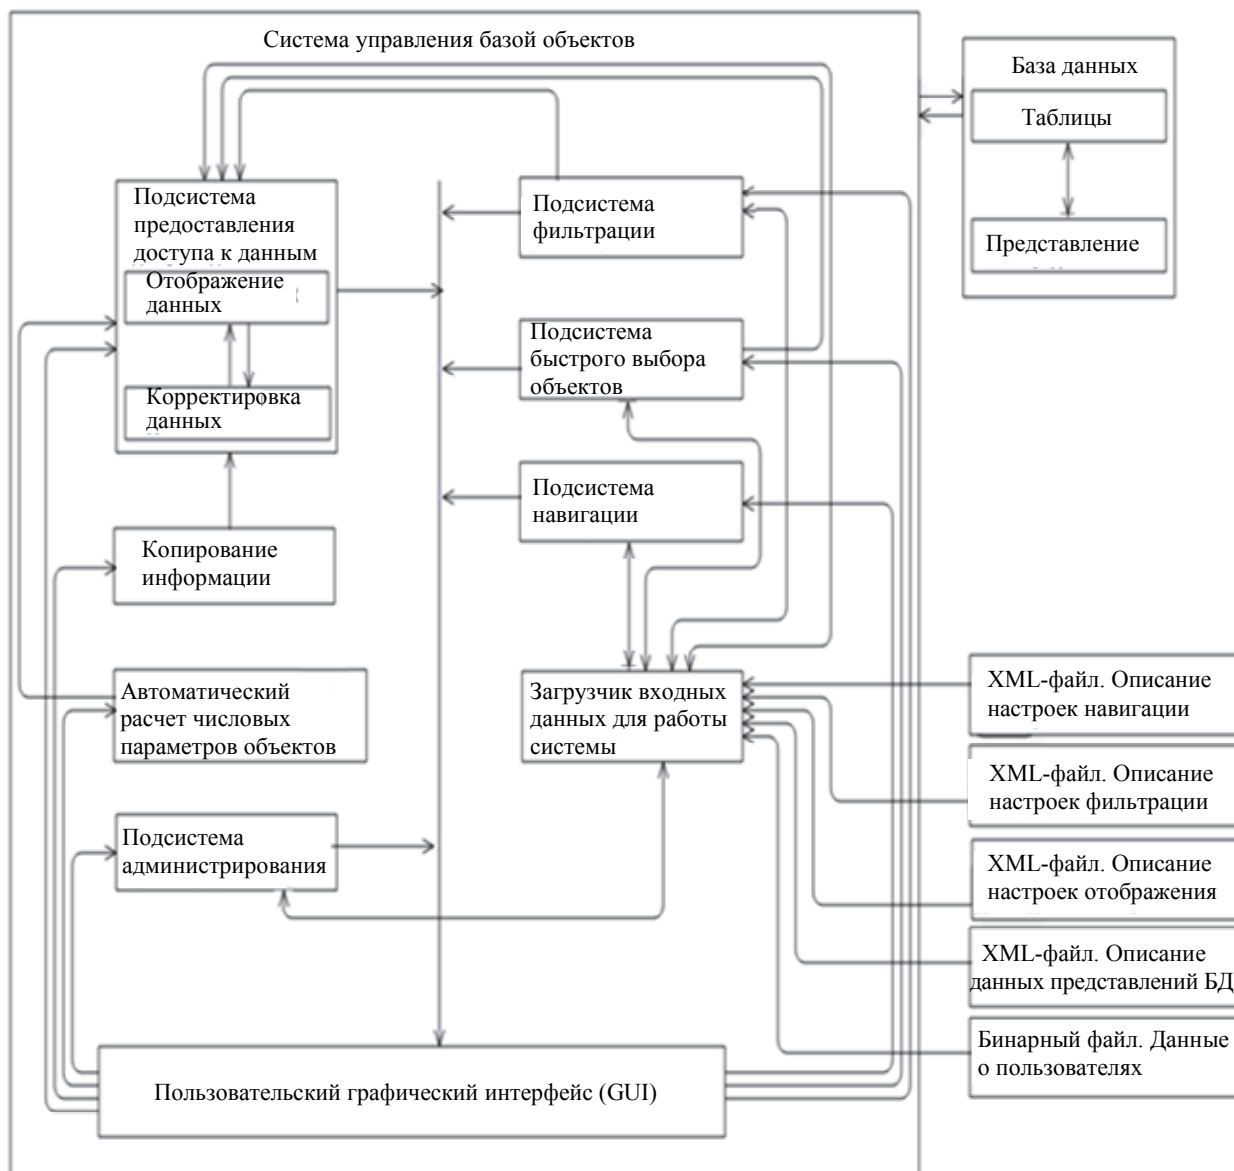 Система управления базой объектов
База данных
Таблицы
Представление
Подсистема
предоставления
доступа к данным
Отображение
данных
Корректировка
данных
Подсистема
фильтрации
Подсистема
быстрого выбора
объектов
Подсистема
навигации
Копирование
информации
Автоматический
расчет числовых
параметров объектов
Загрузчик входных
данных для работы
системы
Подсистема
администрирования
XML-файл. Описание
настроек навигации
XML-файл. Описание
настроек фильтрации
XML-файл. Описание
настроек отображения
XML-файл. Описание
данных представлений БД
Бинарный файл. Данные
о пользователях
Пользовательский графический интерфейс (GUI)